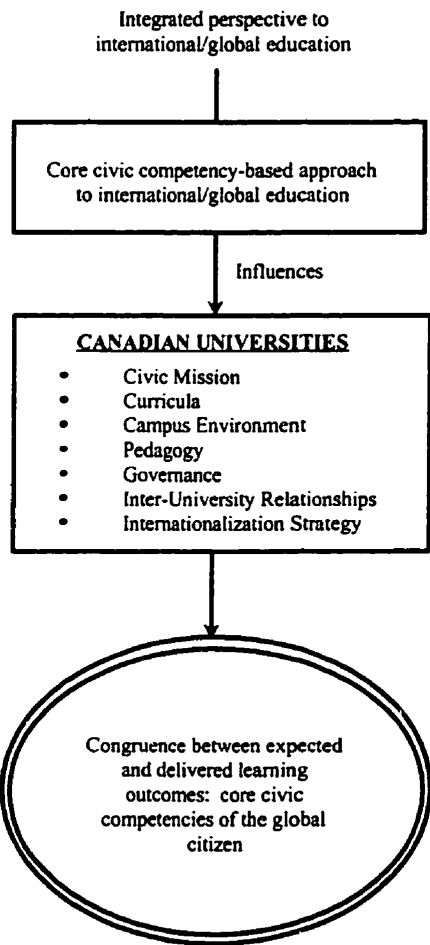 Integrated perspective to
international/global education
Core civic competency-based approach
to international/global education
Influences
CANADIAN UNIVERSITIES
• Civic Mission
• Curricula
• Campus Environment
• Pedagogy
• Governance
• Inter-University Relationships
• Internationalization Strategy
Congruence between expected
and delivered learning
outcomes: core civic
competencies of the global
citizen